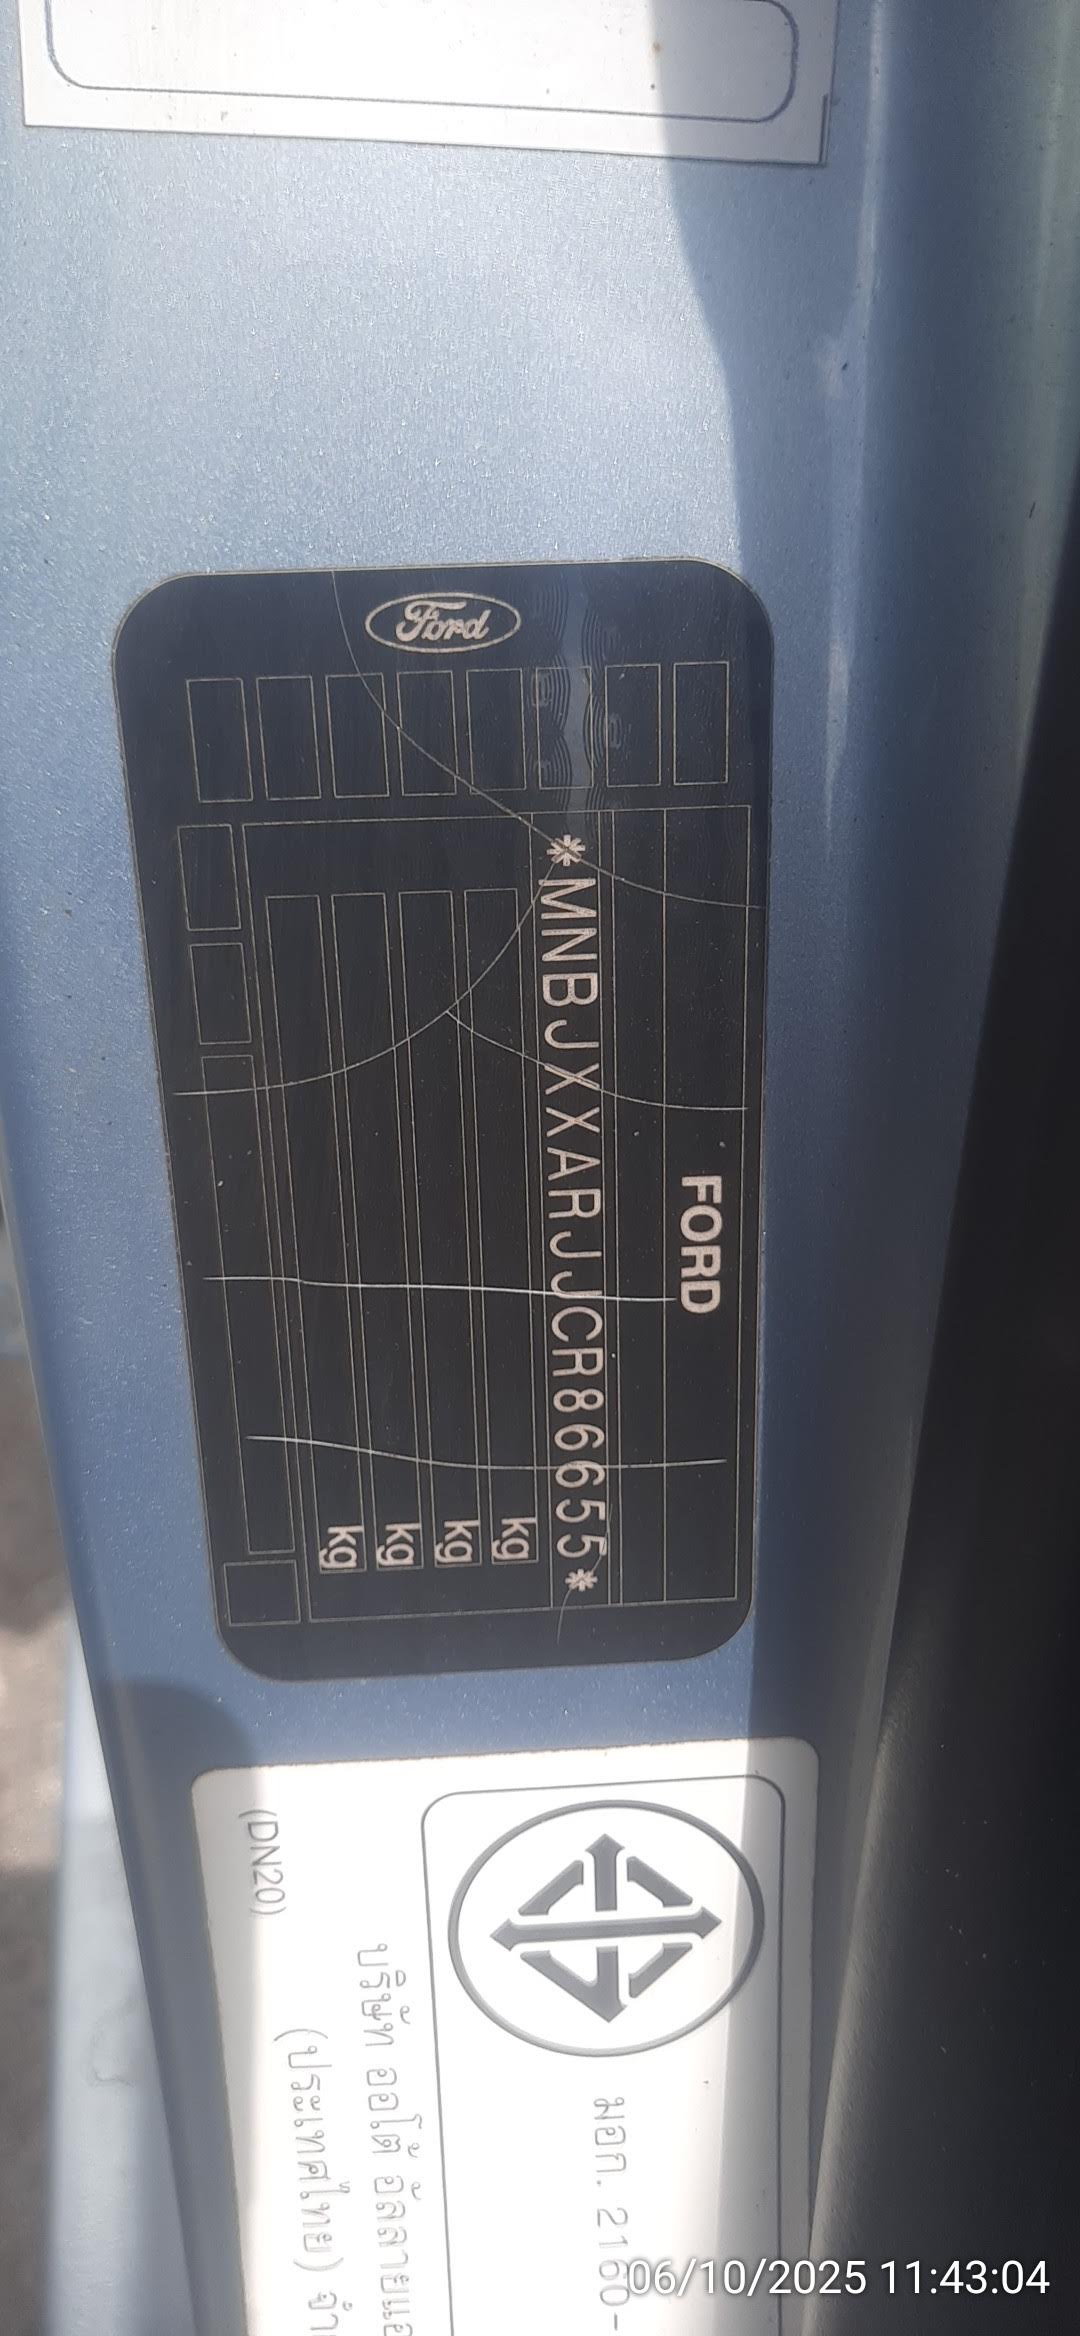 Ford
FORD
*MNBJXXARJJCR86655*
kg
kg
kg
kg
มอก. 2160-
บริษัท ออโต้ อัลลายแอ
(ประเทศไทย) จำ
(DN20)
06/10/2025 11:43:04